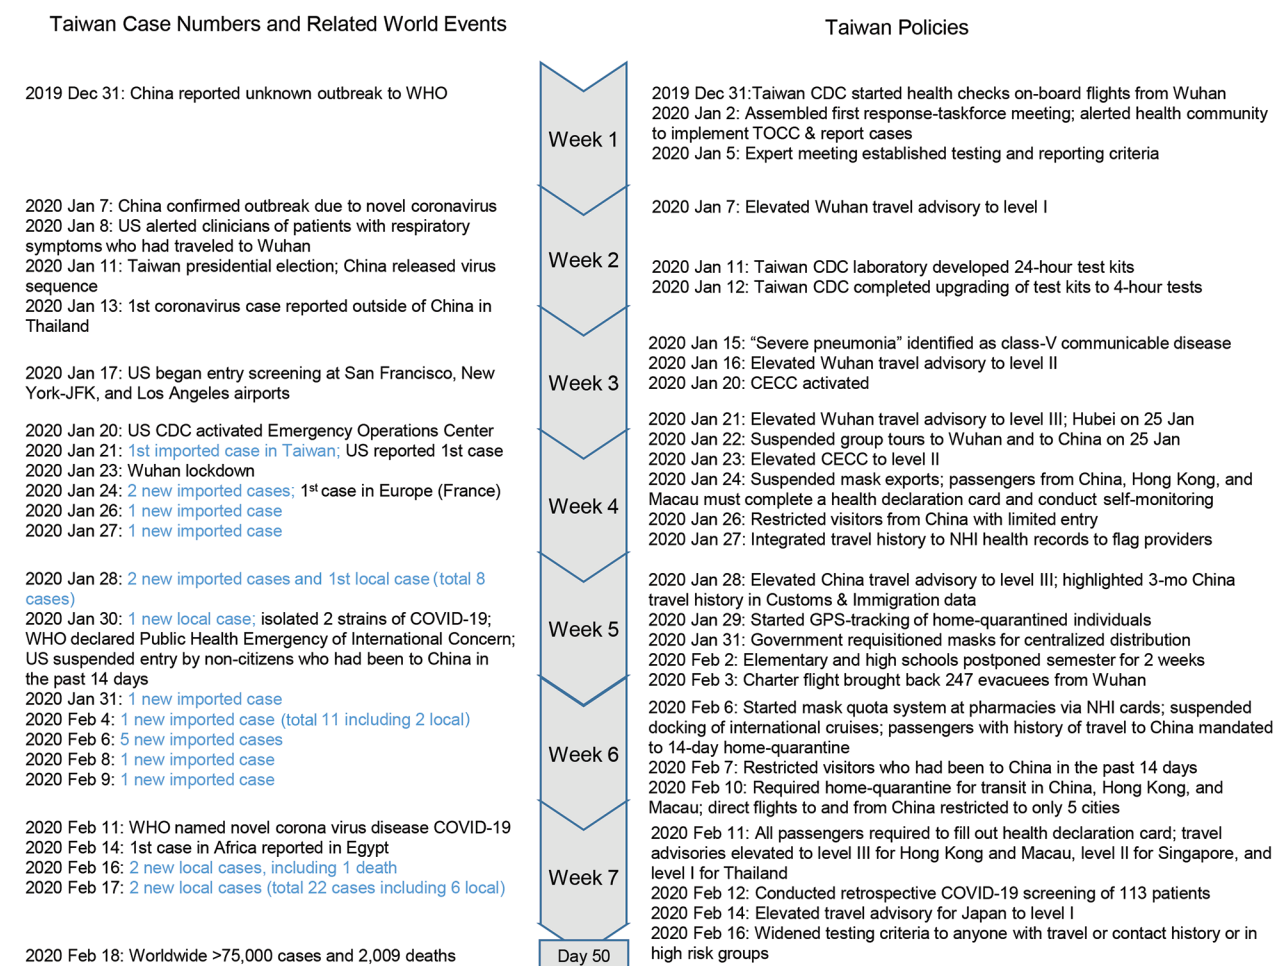 Taiwan Case Numbers and Related World Events
2019 Dec 31: China reported unknown outbreak to WHO
2020 Jan 7: China confirmed outbreak due to novel coronavirus
2020 Jan 8: US alerted clinicians of patients with respiratory
symptoms who had traveled to Wuhan
2020 Jan 11: Taiwan presidential election; China released virus
sequence
2020 Jan 13: 1st coronavirus case reported outside of China in
Thailand
2020 Jan 17: US began entry screening at San Francisco, New
York-JFK, and Los Angeles airports
2020 Jan 20: US CDC activated Emergency Operations Center
2020 Jan 21: 1st imported case in Taiwan; US reported 1st case
2020 Jan 23: Wuhan lockdown
2020 Jan 24: 2 new imported cases; 1st case in Europe (France)
2020 Jan 26: 1 new imported case
2020 Jan 27: 1 new imported case
2020 Jan 28: 2 new imported cases and 1st local case (total 8
cases)
2020 Jan 30: 1 new local case; isolated 2 strains of COVID-19;
WHO declared Public Health Emergency of International Concern;
US suspended entry by non-citizens who had been to China in
the past 14 days
2020 Jan 31: 1 new imported case
2020 Feb 4: 1 new imported case (total 11 including 2 local)
2020 Feb 6: 5 new imported cases
2020 Feb 8: 1 new imported case
2020 Feb 9: 1 new imported case
2020 Feb 11: WHO named novel corona virus disease COVID-19
2020 Feb 14: 1st case in Africa reported in Egypt
2020 Feb 16: 2 new local cases, including 1 death
2020 Feb 17: 2 new local cases (total 22 cases including 6 local)
2020 Feb 18: Worldwide >75,000 cases and 2,009 deaths
Week 1
Week 2
Week 3
Week 4
Week 5
Week 6
Week 7
Day 50
Taiwan Policies
2019 Dec 31:Taiwan CDC started health checks on-board flights from Wuhan
2020 Jan 2: Assembled first response-taskforce meeting; alerted health community
to implement TOCC & report cases
2020 Jan 5: Expert meeting established testing and reporting criteria
2020 Jan 7: Elevated Wuhan travel advisory to level I
2020 Jan 11: Taiwan CDC laboratory developed 24-hour test kits
2020 Jan 12: Taiwan CDC completed upgrading of test kits to 4-hour tests
2020 Jan 15: “Severe pneumonia” identified as class-V communicable disease
2020 Jan 16: Elevated Wuhan travel advisory to level II
2020 Jan 20: CECC activated
2020 Jan 21: Elevated Wuhan travel advisory to level III; Hubei on 25 Jan
2020 Jan 22: Suspended group tours to Wuhan and to China on 25 Jan
2020 Jan 23: Elevated CECC to level II
2020 Jan 24: Suspended mask exports; passengers from China, Hong Kong, and
Macau must complete a health declaration card and conduct self-monitoring
2020 Jan 26: Restricted visitors from China with limited entry
2020 Jan 27: Integrated travel history to NHI health records to flag providers
2020 Jan 28: Elevated China travel advisory to level III; highlighted 3-mo China
travel history in Customs & Immigration data
2020 Jan 29: Started GPS-tracking of home-quarantined individuals
2020 Jan 31: Government requisitioned masks for centralized distribution
2020 Feb 2: Elementary and high schools postponed semester for 2 weeks
2020 Feb 3: Charter flight brought back 247 evacuees from Wuhan
2020 Feb 6: Started mask quota system at pharmacies via NHI cards; suspended
docking of international cruises; passengers with history of travel to China mandated
to 14-day home-quarantine
2020 Feb 7: Restricted visitors who had been to China in the past 14 days
2020 Feb 10: Required home-quarantine for transit in China, Hong Kong, and
Macau; direct flights to and from China restricted to only 5 cities
2020 Feb 11: All passengers required to fill out health declaration card; travel
advisories elevated to level III for Hong Kong and Macau, level II for Singapore, and
level I for Thailand
2020 Feb 12: Conducted retrospective COVID-19 screening of 113 patients
2020 Feb 14: Elevated travel advisory for Japan to level I
2020 Feb 16: Widened testing criteria to anyone with travel or contact history or in
high risk groups